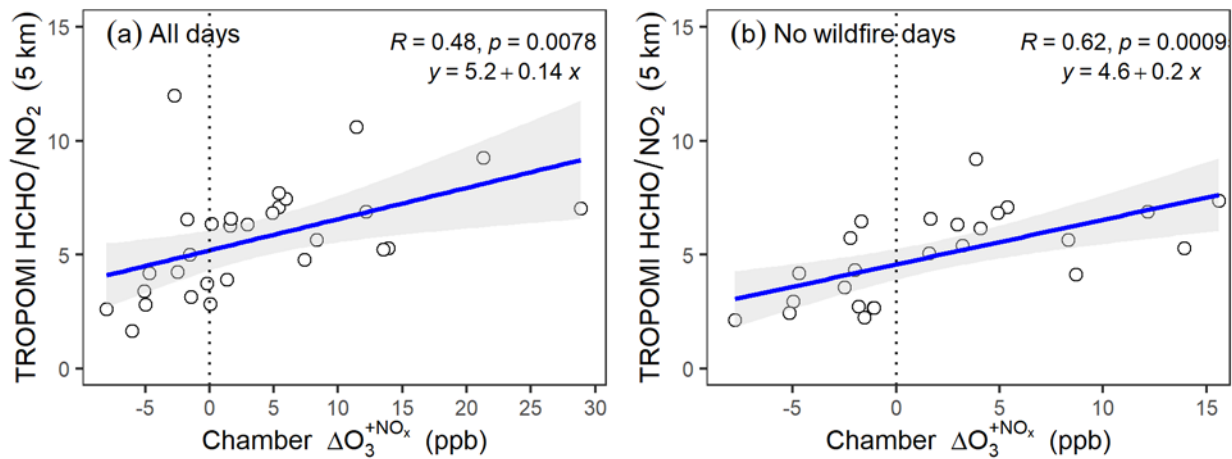 (a) All days
R = 0.48, p = 0.0078
y = 5.2 + 0.14 x
TROPOMI HCHO/NO₂ (5 km)
15
10
5
0
-5 0 5 10 15 20 25 30
Chamber ΔO₃⁺ᴺᴼˣ (ppb)
(b) No wildfire days
R = 0.62, p = 0.0009
y = 4.6 + 0.2 x
TROPOMI HCHO/NO₂ (5 km)
15
10
5
0
-5 0 5 10 15
Chamber ΔO₃⁺ᴺᴼˣ (ppb)